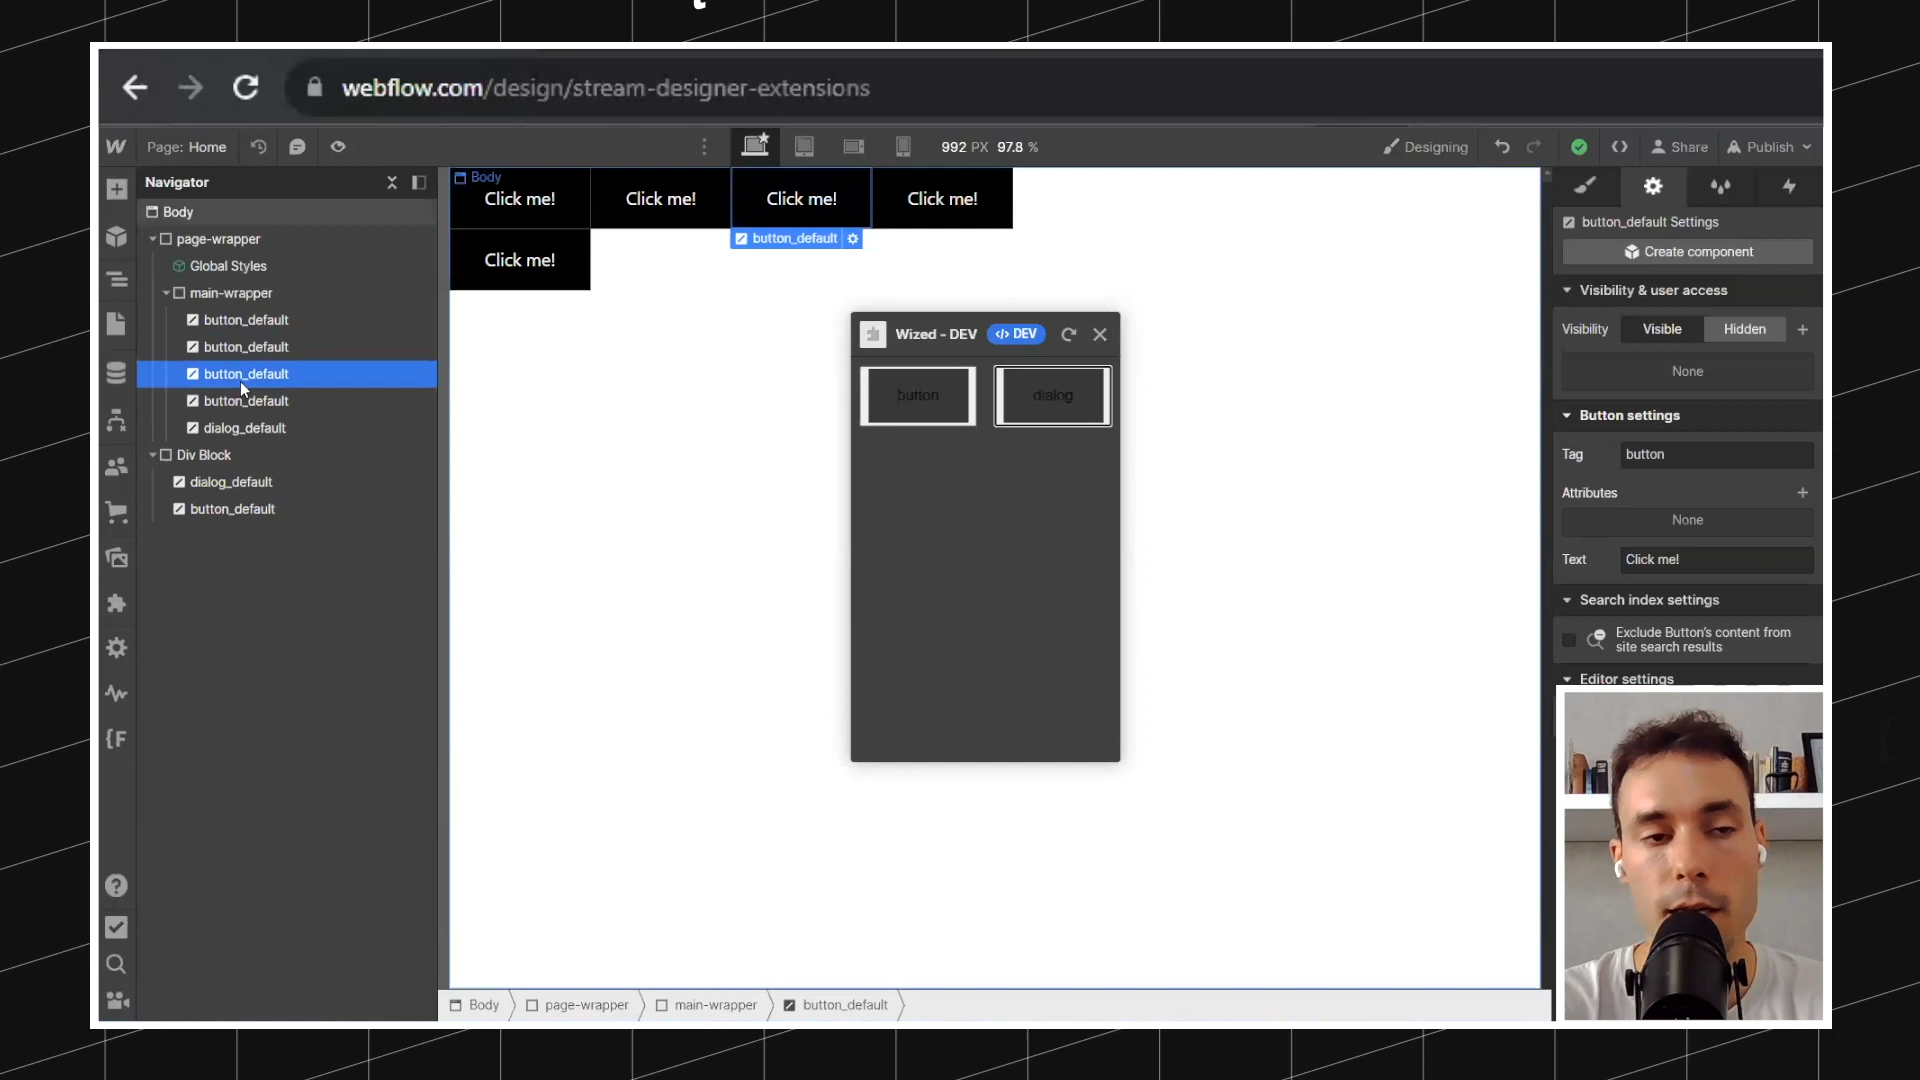 webflow.com/design/stream-designer-extensions
Page: Home
992 PX 97.8 %
Designing
Share
Publish
Navigator
Body
page-wrapper
Global Styles
main-wrapper
button_default
button_default
button_default
button_default
dialog_default
Div Block
dialog_default
button_default
Body
Click me!
Click me!
Click me!
Click me!
button_default
Click me!
Wized - DEV
</> DEV
button
dialog
button_default Settings
Create component
Visibility & user access
Visibility
Visible
Hidden
None
Button settings
Tag
button
Attributes
None
Text
Click me!
Search index settings
Exclude Button's content from
site search results
Editor settings
Body
page-wrapper
main-wrapper
button_default